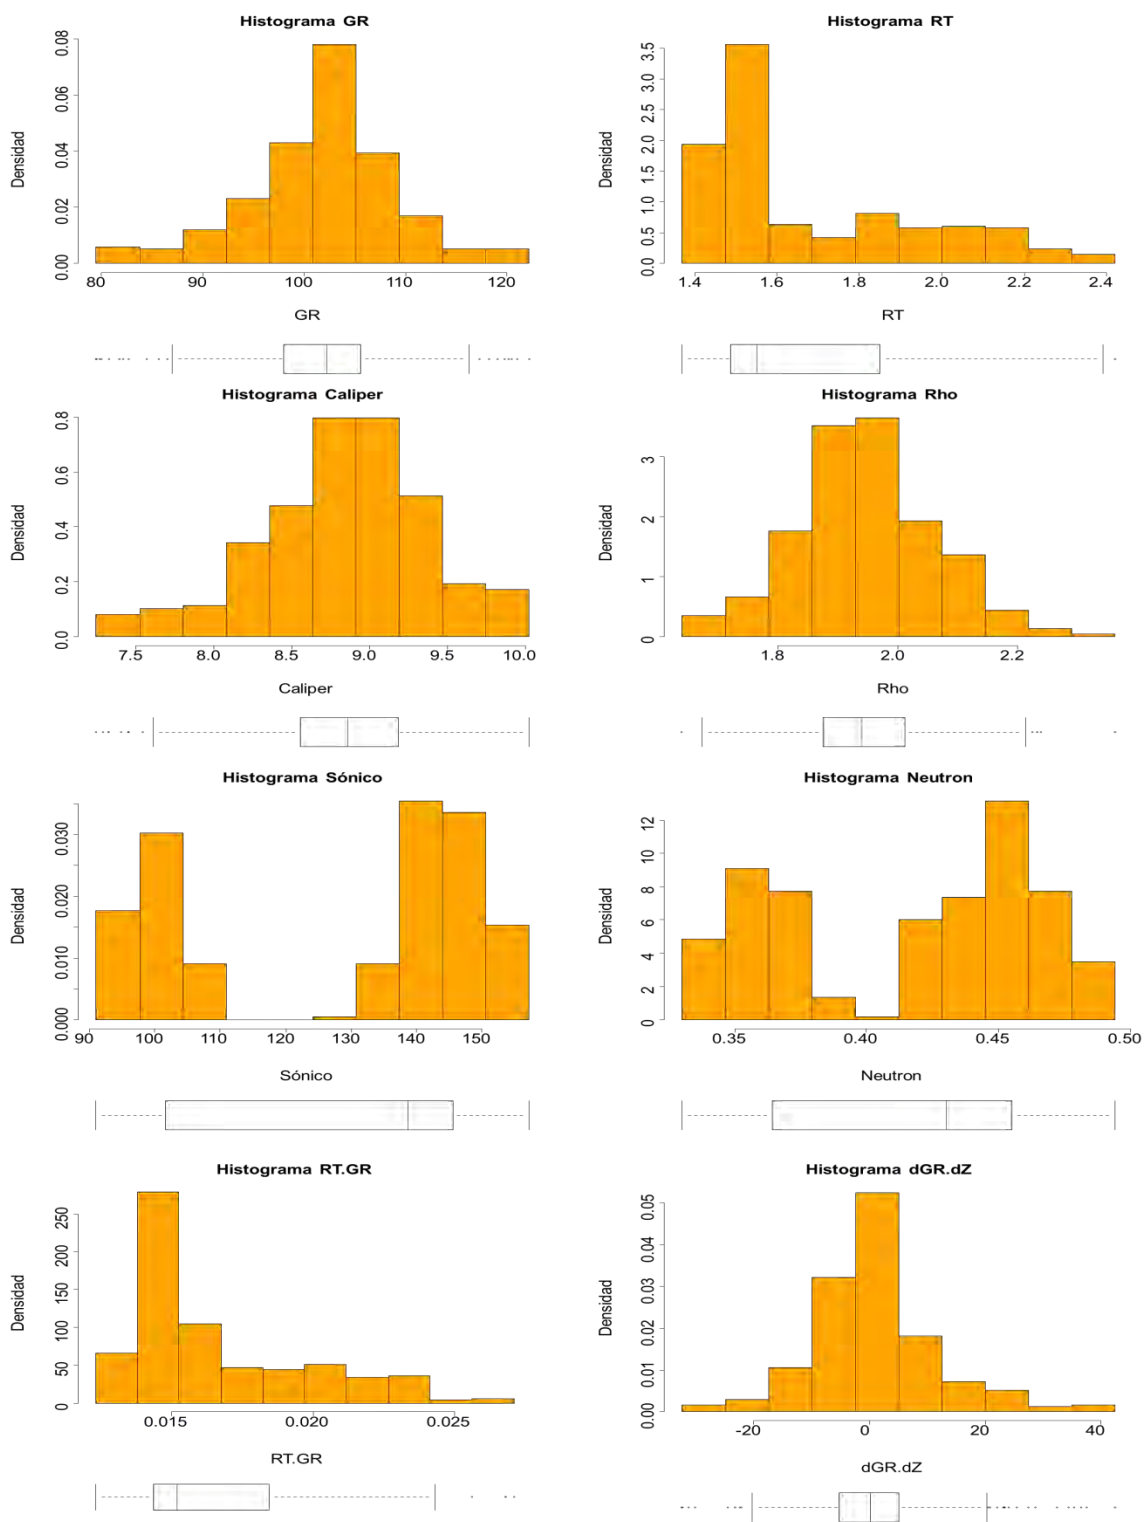 Histograma GR
Densidad
0.00 0.02 0.04 0.06 0.08
80 90 100 110 120
GR
Histograma RT
Densidad
0.0 0.5 1.0 1.5 2.0 2.5 3.0 3.5
1.4 1.6 1.8 2.0 2.2 2.4
RT
Histograma Caliper
Densidad
0.0 0.2 0.4 0.6 0.8
7.5 8.0 8.5 9.0 9.5 10.0
Caliper
Histograma Rho
Densidad
0 1 2 3
1.8 2.0 2.2
Rho
Histograma Sónico
Densidad
0.000 0.010 0.020 0.030
90 100 110 120 130 140 150
Sónico
Histograma Neutron
Densidad
0 2 4 6 8 10 12
0.35 0.40 0.45 0.50
Neutron
Histograma RT.GR
Densidad
0 50 100 150 200 250
0.015 0.020 0.025
RT.GR
Histograma dGR.dZ
Densidad
0.00 0.01 0.02 0.03 0.04 0.05
-20 0 20 40
dGR.dZ